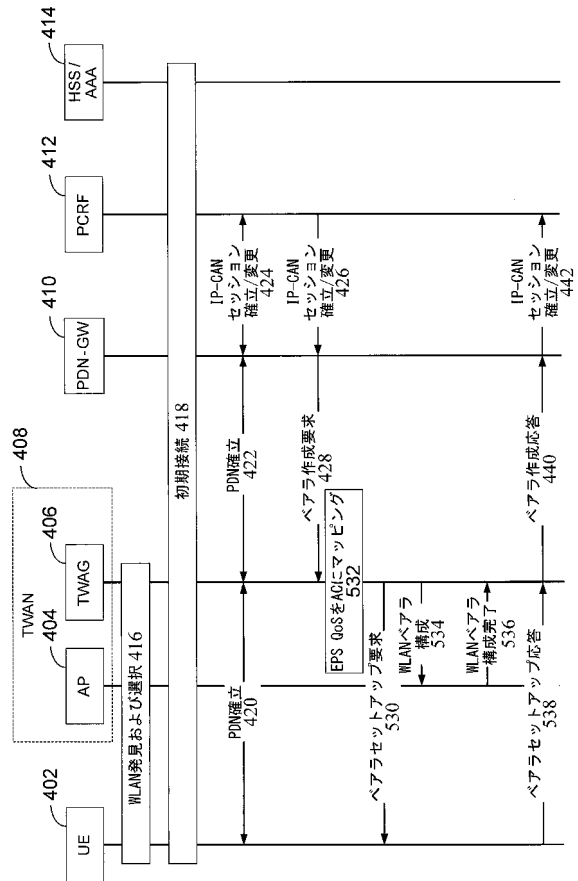 408
402
404
406
410
412
414
TWAN
UE
AP
TWAG
PDN-GW
PCRF
HSS/
AAA
WLAN発見および選択 416
初期接続 418
PDN確立
420
PDN確立
422
IP-CAN
セッション
確立/変更
424
IP-CAN
セッション
確立/変更
426
ベアラ作成要求
428
EPS QoSをACIにマッピング
532
ベアラセットアップ要求
530
WLANベアラ
構成
534
WLANベアラ
構成完了
536
ベアラセットアップ応答
538
ベアラ作成応答
440
IP-CAN
セッション
確立/変更
442